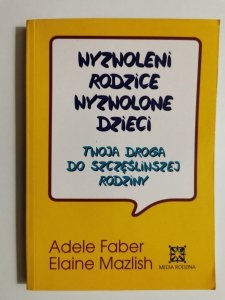 WYZWOLENI
RODZICE
WYZWOLONE
DZIECI
TWOJA DROGA
DO SZCZĘŚLIWSZEJ
RODZINY
Adele Faber
Elaine Mazlish
MEDIA RODZINA